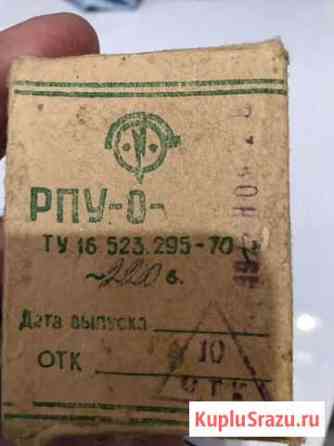 РПУ-0-
ТУ 16 523.295-70
~220 в.
Дата выпуска
ОТК
10
ОТК
KupluSrazu.ru